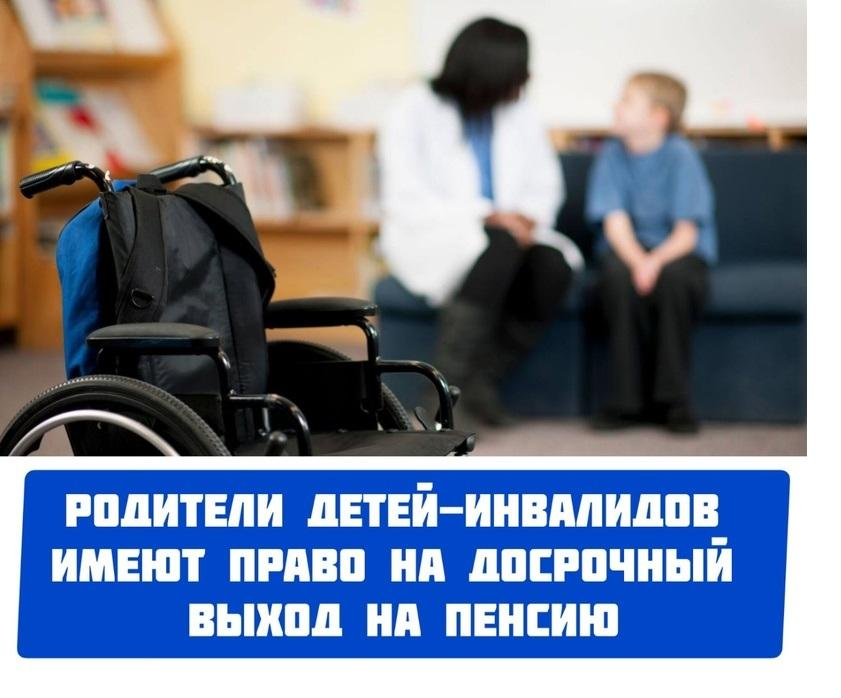 РОДИТЕЛИ ДЕТЕЙ-ИНВАЛИДОВ
ИМЕЮТ ПРАВО НА ДОСРОЧНЫЙ
ВЫХОД НА ПЕНСИЮ